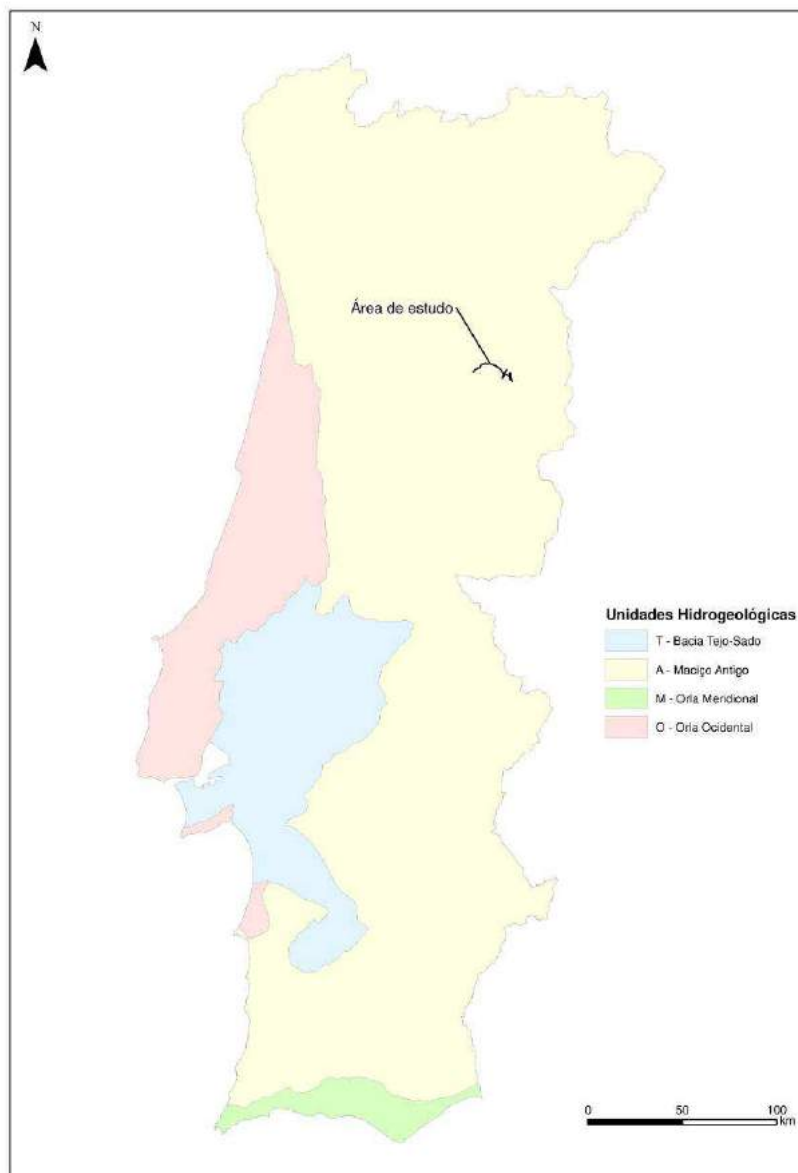 N
Área de estudo
Unidades Hidrogeológicas
T - Bacia Tejo-Sado
A - Maciço Antigo
M - Orla Meridional
O - Orla Ocidental
0 50 100
km